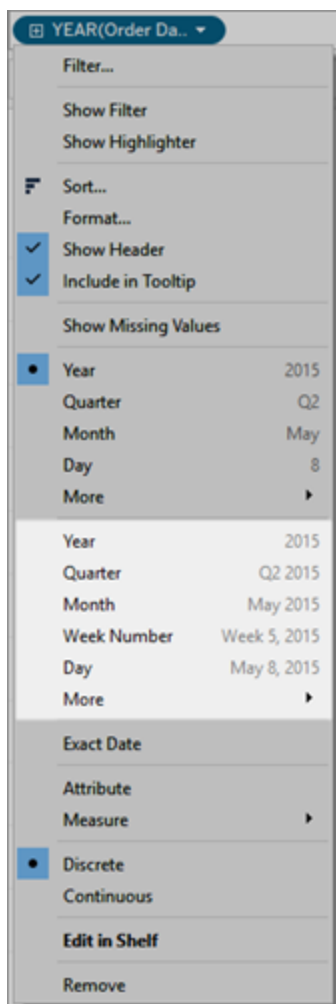 YEAR(Order Da..
Filter...
Show Filter
Show Highlighter
Sort...
Format...
Show Header
Include in Tooltip
Show Missing Values
Year 2015
Quarter Q2
Month May
Day 8
More
Year 2015
Quarter Q2 2015
Month May 2015
Week Number Week 5, 2015
Day May 8, 2015
More
Exact Date
Attribute
Measure
Discrete
Continuous
Edit in Shelf
Remove